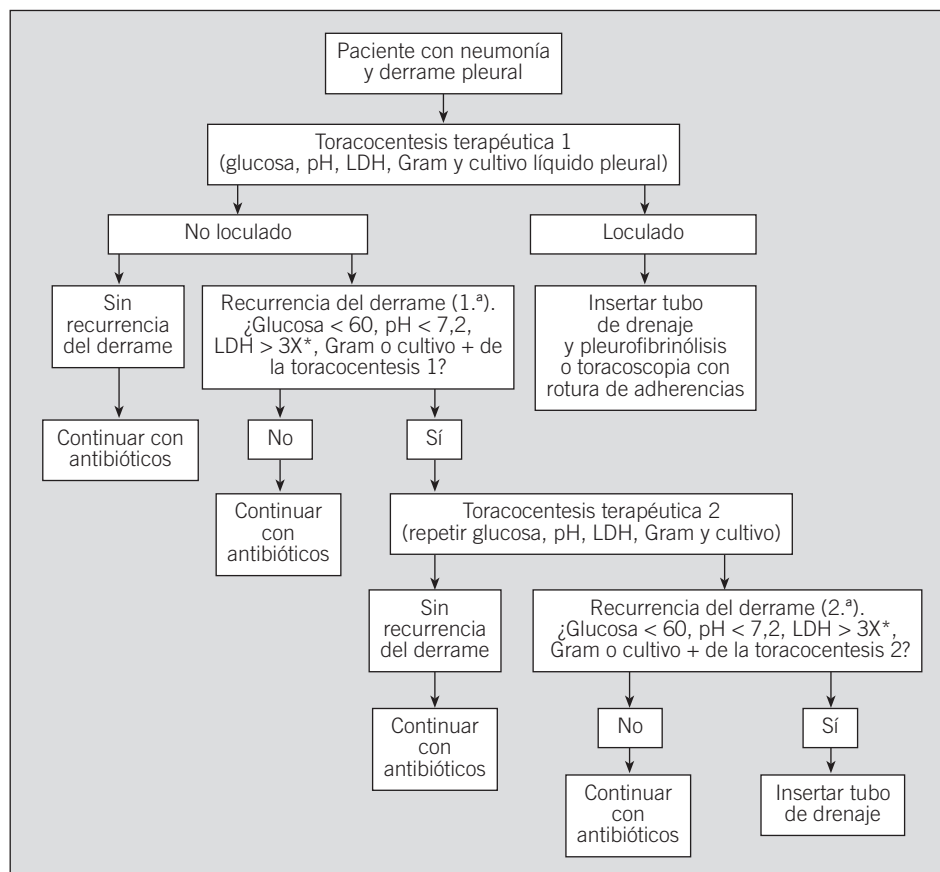 Paciente con neumonía
y derrame pleural
Toracocentesis terapéutica 1
(glucosa, pH, LDH, Gram y cultivo líquido pleural)
No loculado
Loculado
Sin
recurrencia
del derrame
Recurrencia del derrame (1.ª).
¿Glucosa < 60, pH < 7,2,
LDH > 3X*, Gram o cultivo + de
la toracocentesis 1?
Insertar tubo
de drenaje
y pleurofibrinólisis
o toracoscopia con
rotura de adherencias
Continuar con
antibióticos
No
Sí
Continuar
con
antibióticos
Toracocentesis terapéutica 2
(repetir glucosa, pH, LDH, Gram y cultivo)
Sin
recurrencia
del derrame
Recurrencia del derrame (2.ª).
¿Glucosa < 60, pH < 7,2, LDH > 3X*,
Gram o cultivo + de la toracocentesis 2?
Continuar
con
antibióticos
No
Sí
Continuar
con
antibióticos
Insertar tubo
de drenaje